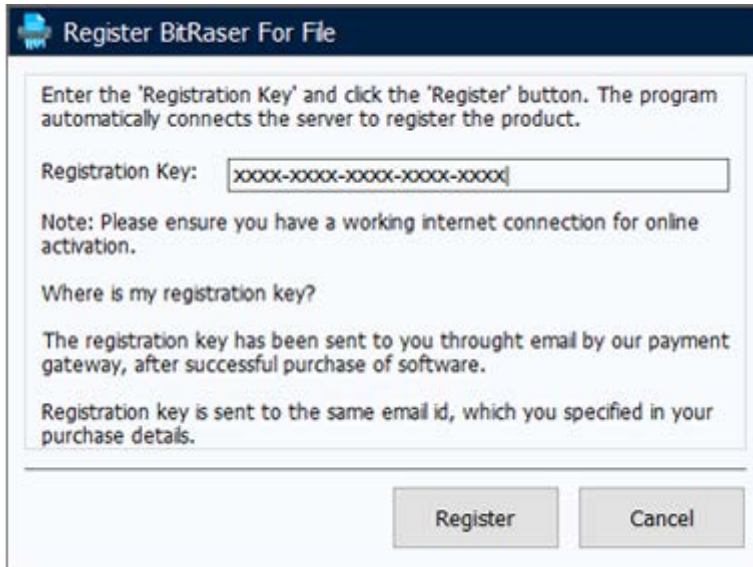 Register BitRaser For File
Enter the 'Registration Key' and click the 'Register' button. The program
automatically connects the server to register the product.
Registration Key: xxxx-xxxx-xxxx-xxxx-xxxx
Note: Please ensure you have a working internet connection for online
activation.
Where is my registration key?
The registration key has been sent to you throught email by our payment
gateway, after successful purchase of software.
Registration key is sent to the same email id, which you specified in your
purchase details.
Register Cancel